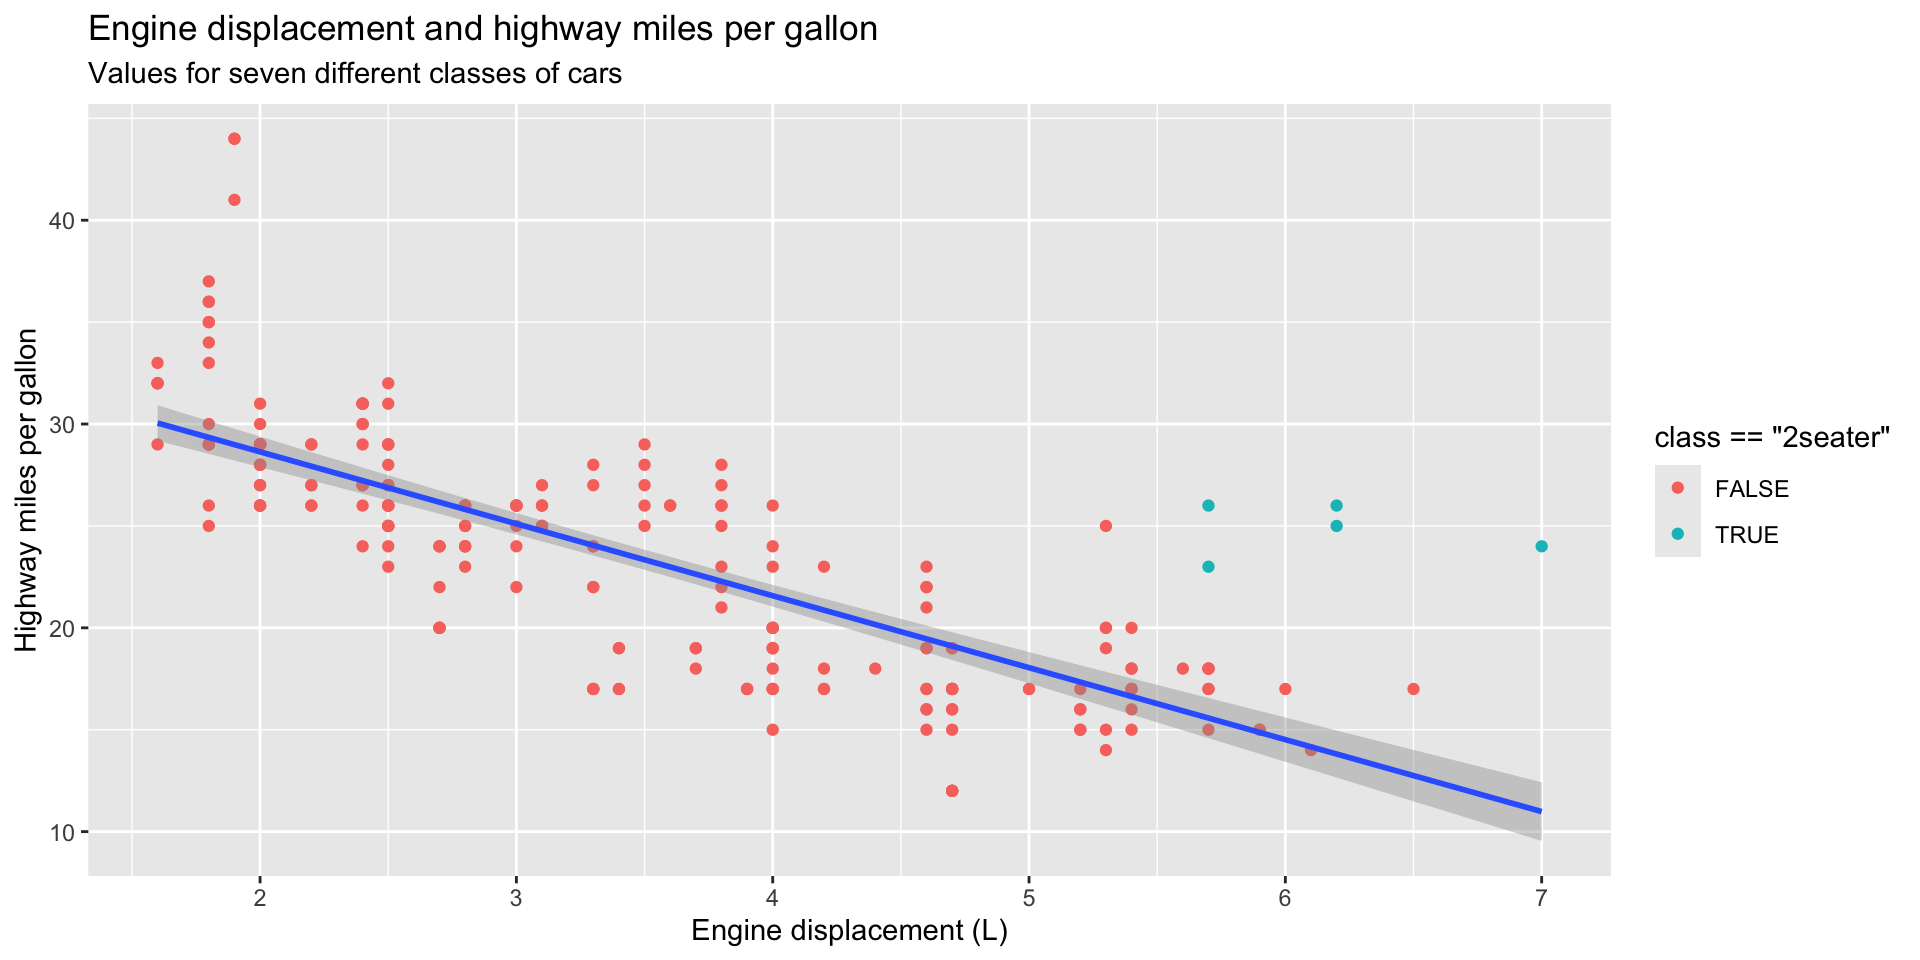 Engine displacement and highway miles per gallon
Values for seven different classes of cars
Highway miles per gallon
40
30
20
10
2 3 4 5 6 7
Engine displacement (L)
class == "2seater"
FALSE
TRUE